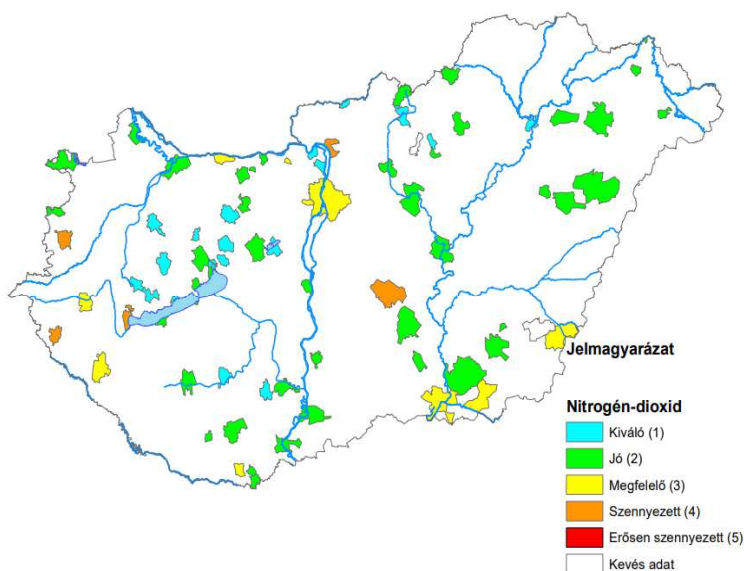 Jelmagyarázat
Nitrogén-dioxid
Kiváló (1)
Jó (2)
Megfelelő (3)
Szennyezett (4)
Erősen szennyezett (5)
Kevés adat